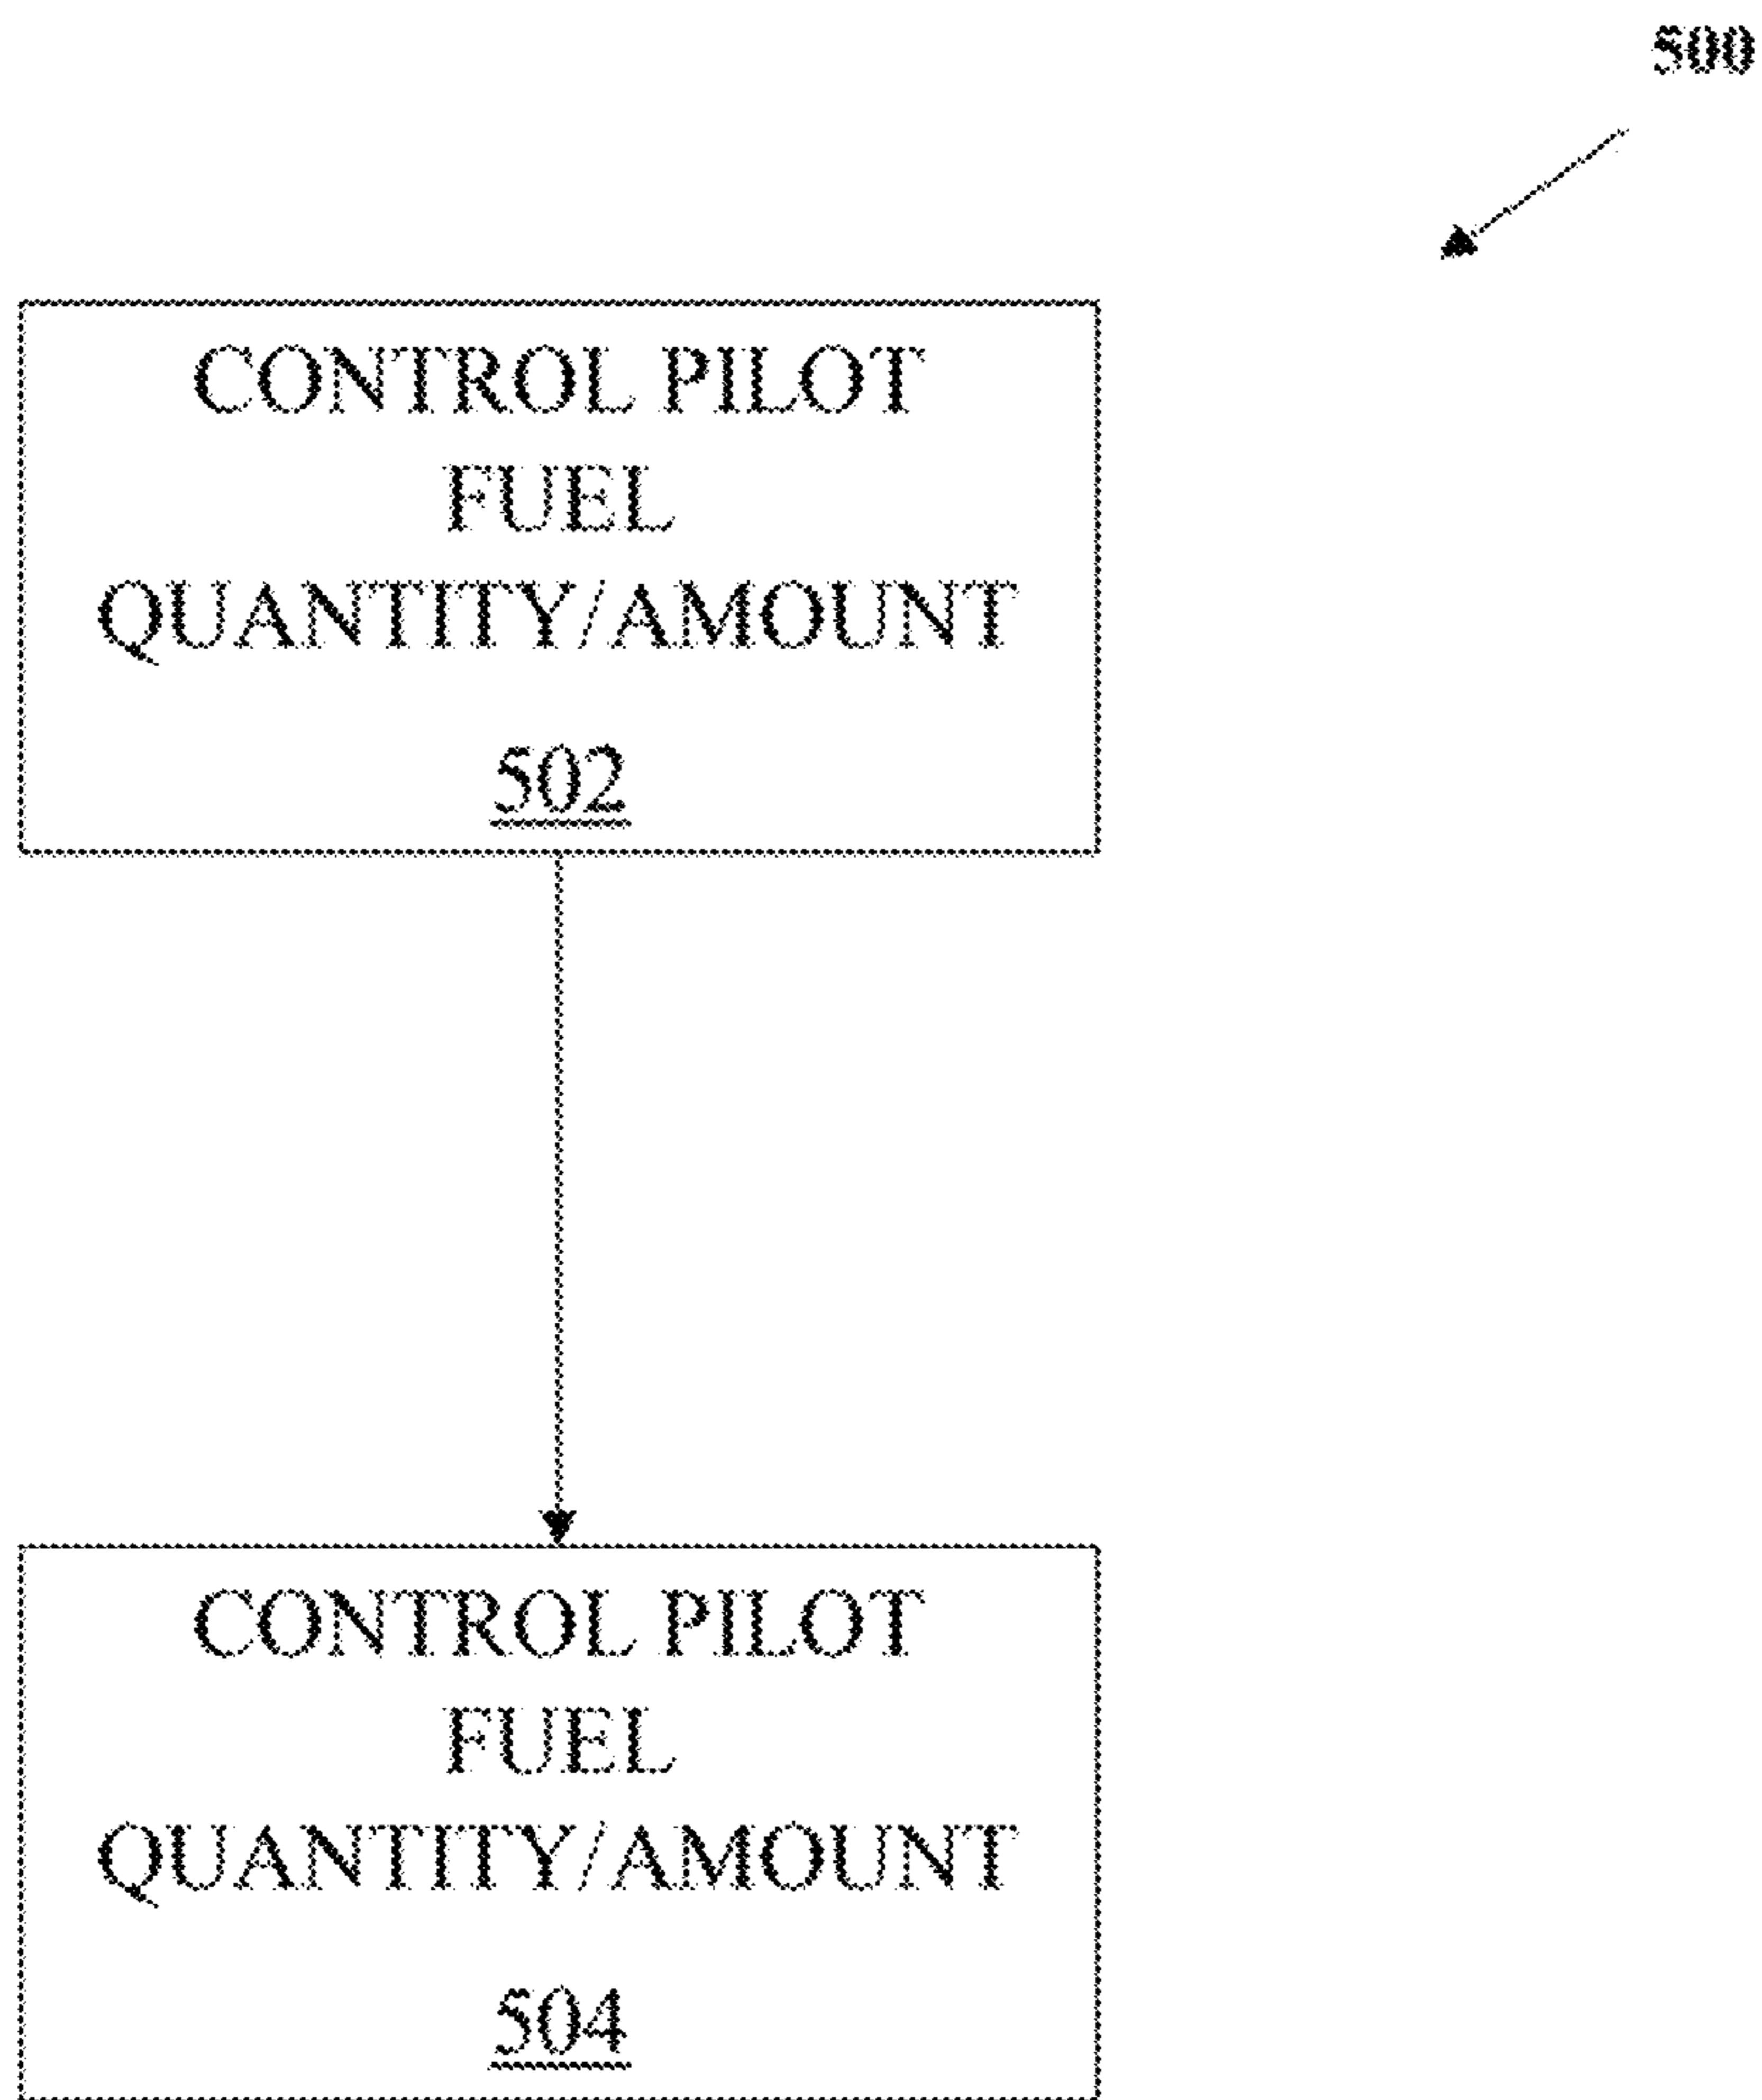 500
CONTROL PILOT
FUEL
QUANTITY/AMOUNT
502
CONTROL PILOT
FUEL
QUANTITY/AMOUNT
504